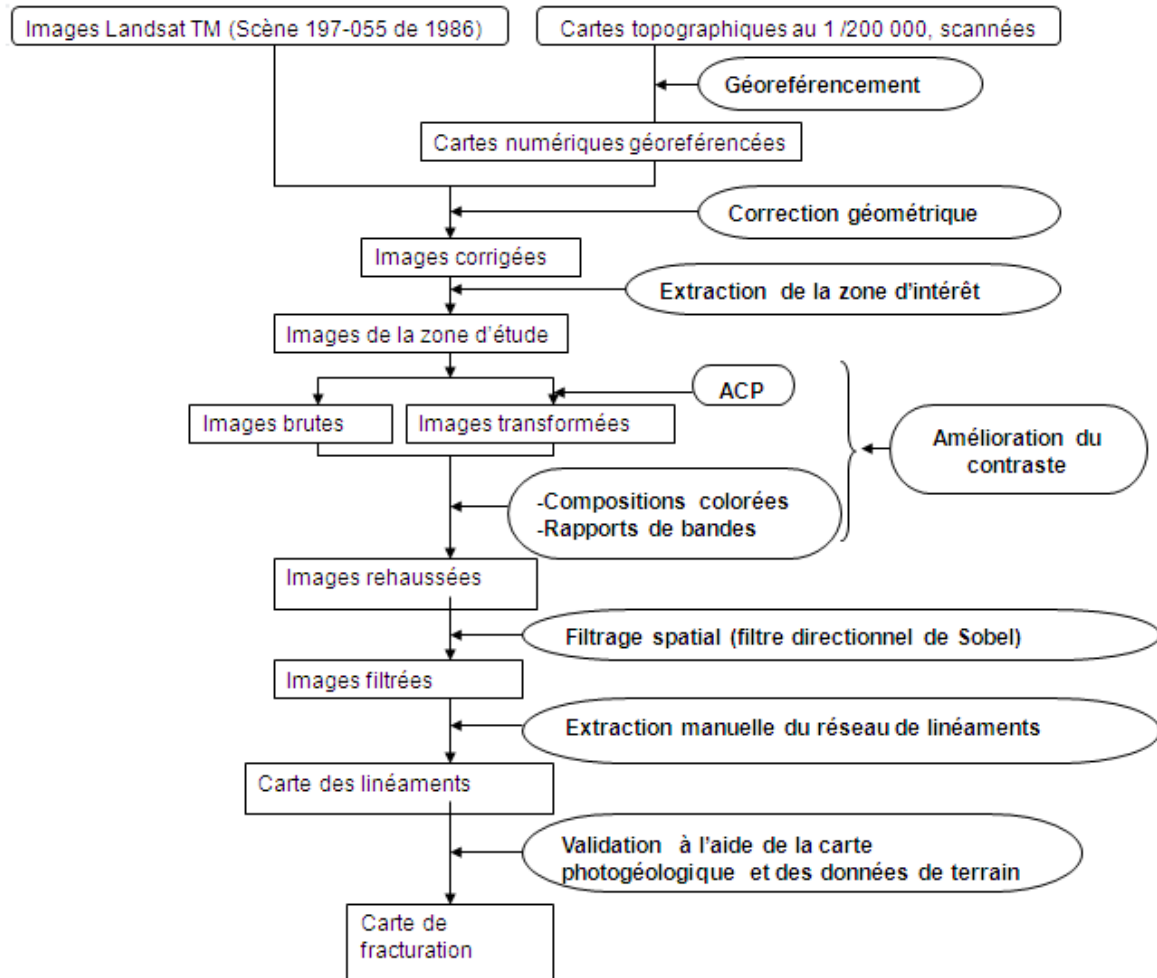 Images Landsat TM (Scène 197-055 de 1986)
Cartes topographiques au 1 /200 000, scannées
Géoreférencement
Cartes numériques géoreférencées
Correction géométrique
Images corrigées
Extraction de la zone d'intérêt
Images de la zone d'étude
ACP
Images brutes
Images transformées
Amélioration du
contraste
-Compositions colorées
-Rapports de bandes
Images rehaussées
Filtrage spatial (filtre directionnel de Sobel)
Images filtrées
Extraction manuelle du réseau de linéaments
Carte des linéaments
Validation à l'aide de la carte
photogéologique et des données de terrain
Carte de
fracturation